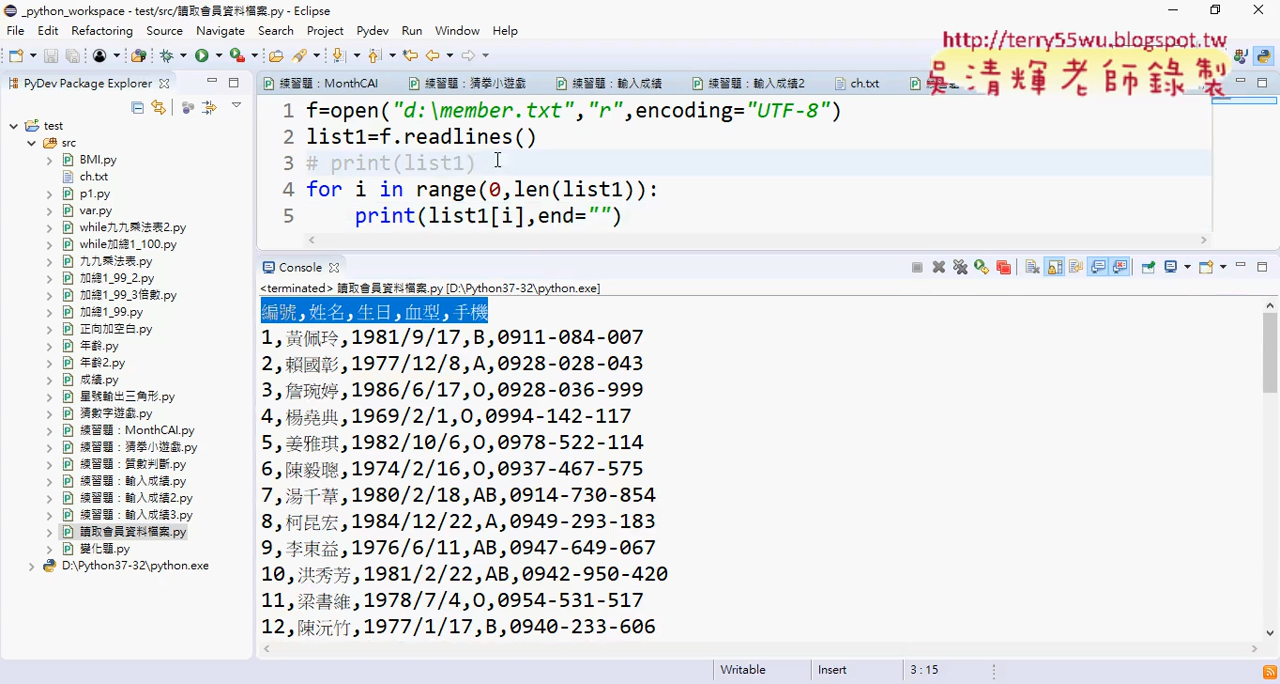 _python_workspace - test/src/讀取會員資料檔案.py - Eclipse
File Edit Refactoring Source Navigate Search Project Pydev Run Window Help
http://terry55wu.blogspot.tw
吳清輝老師錄製
PyDev Package Explorer
練習題：MonthCAI
練習題：猜拳小遊戲
練習題：輸入成績
練習題：輸入成績2
ch.txt
test
src
BMI.py
ch.txt
p1.py
var.py
while九九乘法表2.py
while加總1_100.py
九九乘法表.py
加總1_99_2.py
加總1_99_3倍數.py
加總1_99.py
正向加空白.py
年齡.py
年齡2.py
成績.py
星號輸出三角形.py
猜數字遊戲.py
練習題：MonthCAI.py
練習題：猜拳小遊戲.py
練習題：質數判斷.py
練習題：輸入成績.py
練習題：輸入成績2.py
練習題：輸入成績3.py
讀取會員資料檔案.py
變化題.py
D:\Python37-32\python.exe
1 f=open("d:\member.txt","r",encoding="UTF-8")
2 list1=f.readlines()
3 # print(list1)
4 for i in range(0,len(list1)):
5 print(list1[i],end="")
Console
<terminated> 讀取會員資料檔案.py [D:\Python37-32\python.exe]
編號,姓名,生日,血型,手機
1,黃佩玲,1981/9/17,B,0911-084-007
2,賴國彰,1977/12/8,A,0928-028-043
3,詹琬婷,1986/6/17,O,0928-036-999
4,楊堯典,1969/2/1,O,0994-142-117
5,姜雅琪,1982/10/6,O,0978-522-114
6,陳毅聰,1974/2/16,O,0937-467-575
7,湯千葦,1980/2/18,AB,0914-730-854
8,柯昆宏,1984/12/22,A,0949-293-183
9,李東益,1976/6/11,AB,0947-649-067
10,洪秀芳,1981/2/22,AB,0942-950-420
11,梁書維,1978/7/4,O,0954-531-517
12,陳沅竹,1977/1/17,B,0940-233-606
Writable Insert 3 : 15